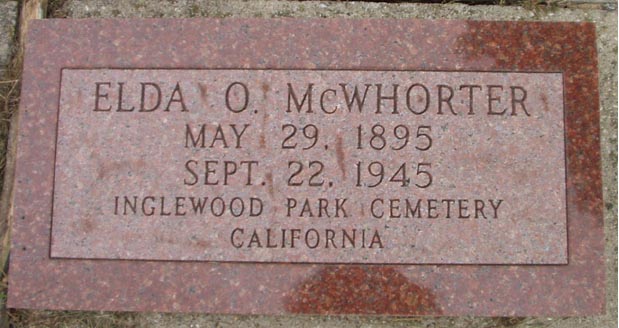 ELDA O. McWHORTER
MAY 29, 1895
SEPT. 22, 1945
INGLEWOOD PARK CEMETERY
CALIFORNIA